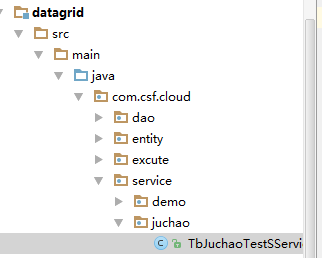 datagrid
src
main
java
com.csf.cloud
dao
entity
excute
service
demo
juchao
TbJuchaoTestSServi